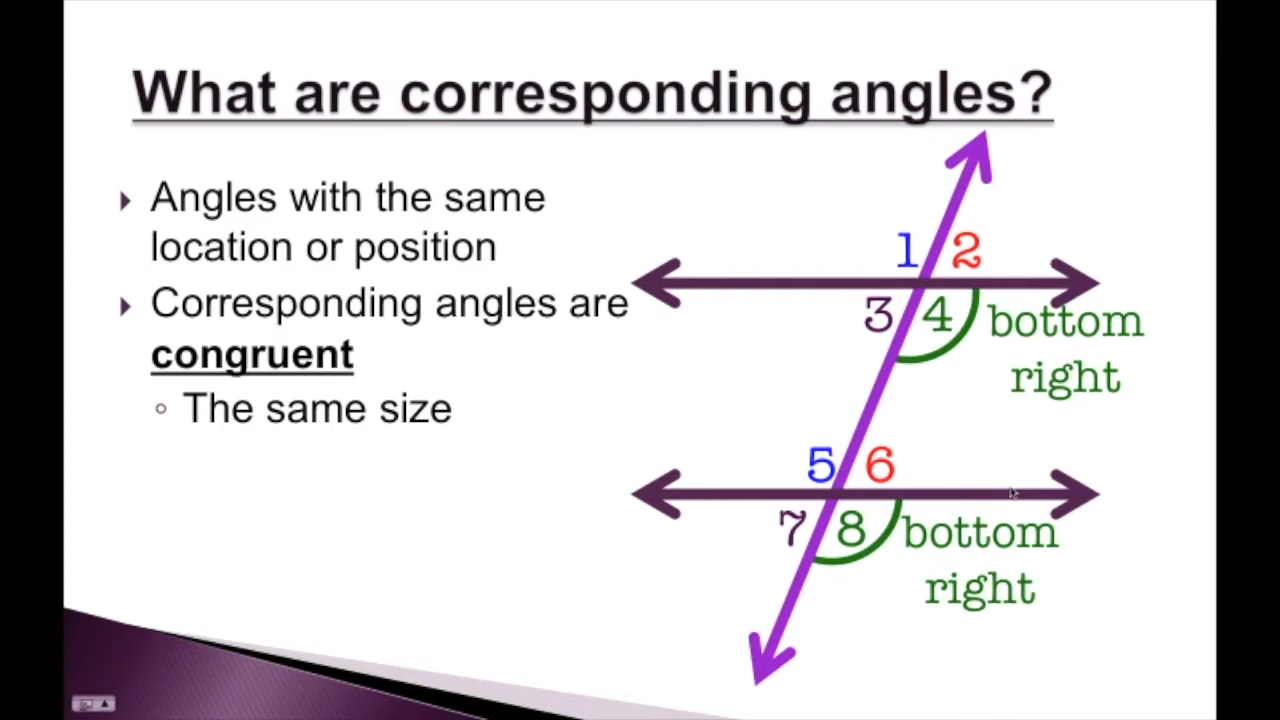 What are corresponding angles?
Angles with the same
location or position
Corresponding angles are
congruent
The same size
1 2
3 4 bottom
right
5 6
7 8 bottom
right